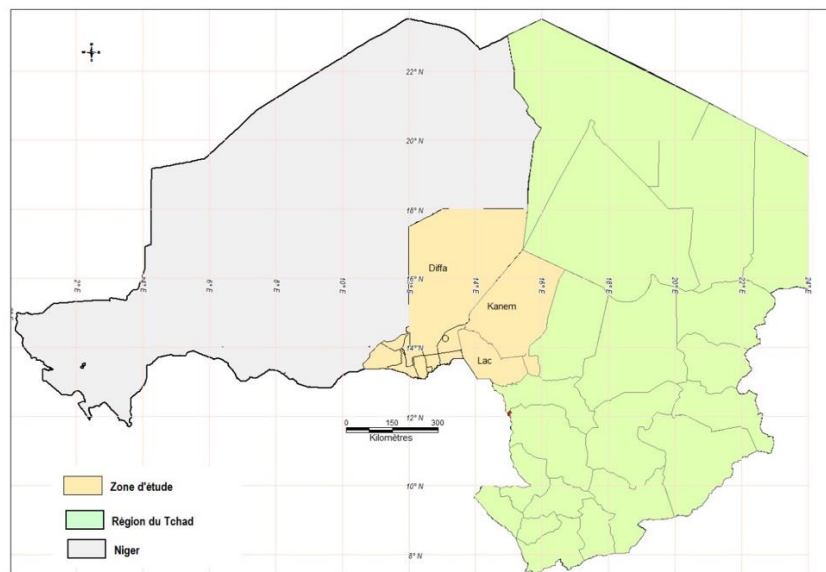 22° N
20° N
18° N
Diffa
16° N
2° E
4° E
6° E
8° E
10° E
14° E
16° E
18° E
20° E
22° E
24° E
Kanem
14° N
Lac
12° N
0 150 300
Kilomètres
10° N
8° N
Zone d'étude
Région du Tchad
Niger